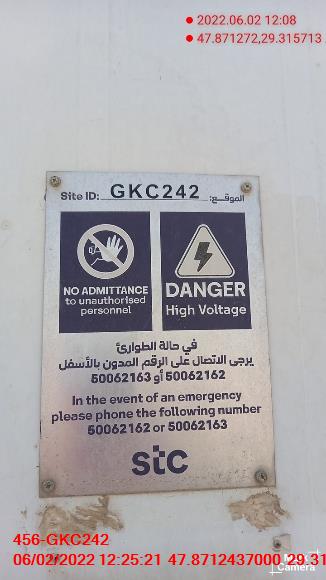 2022.06.02 12:08
47.871272,29.315713
Site ID: GKC242 الموقع:
NO ADMITTANCE
to unauthorised
personnel
DANGER
High Voltage
في حالة الطوارئ
يرجى الاتصال على الرقم المدون بالأسفل
50062162 أو 50062163
In the event of an emergency
please phone the following number
50062162 or 50062163
stc
456-GKC242
06/02/2022 12:25:21 47.8712437000,29.31
Camera